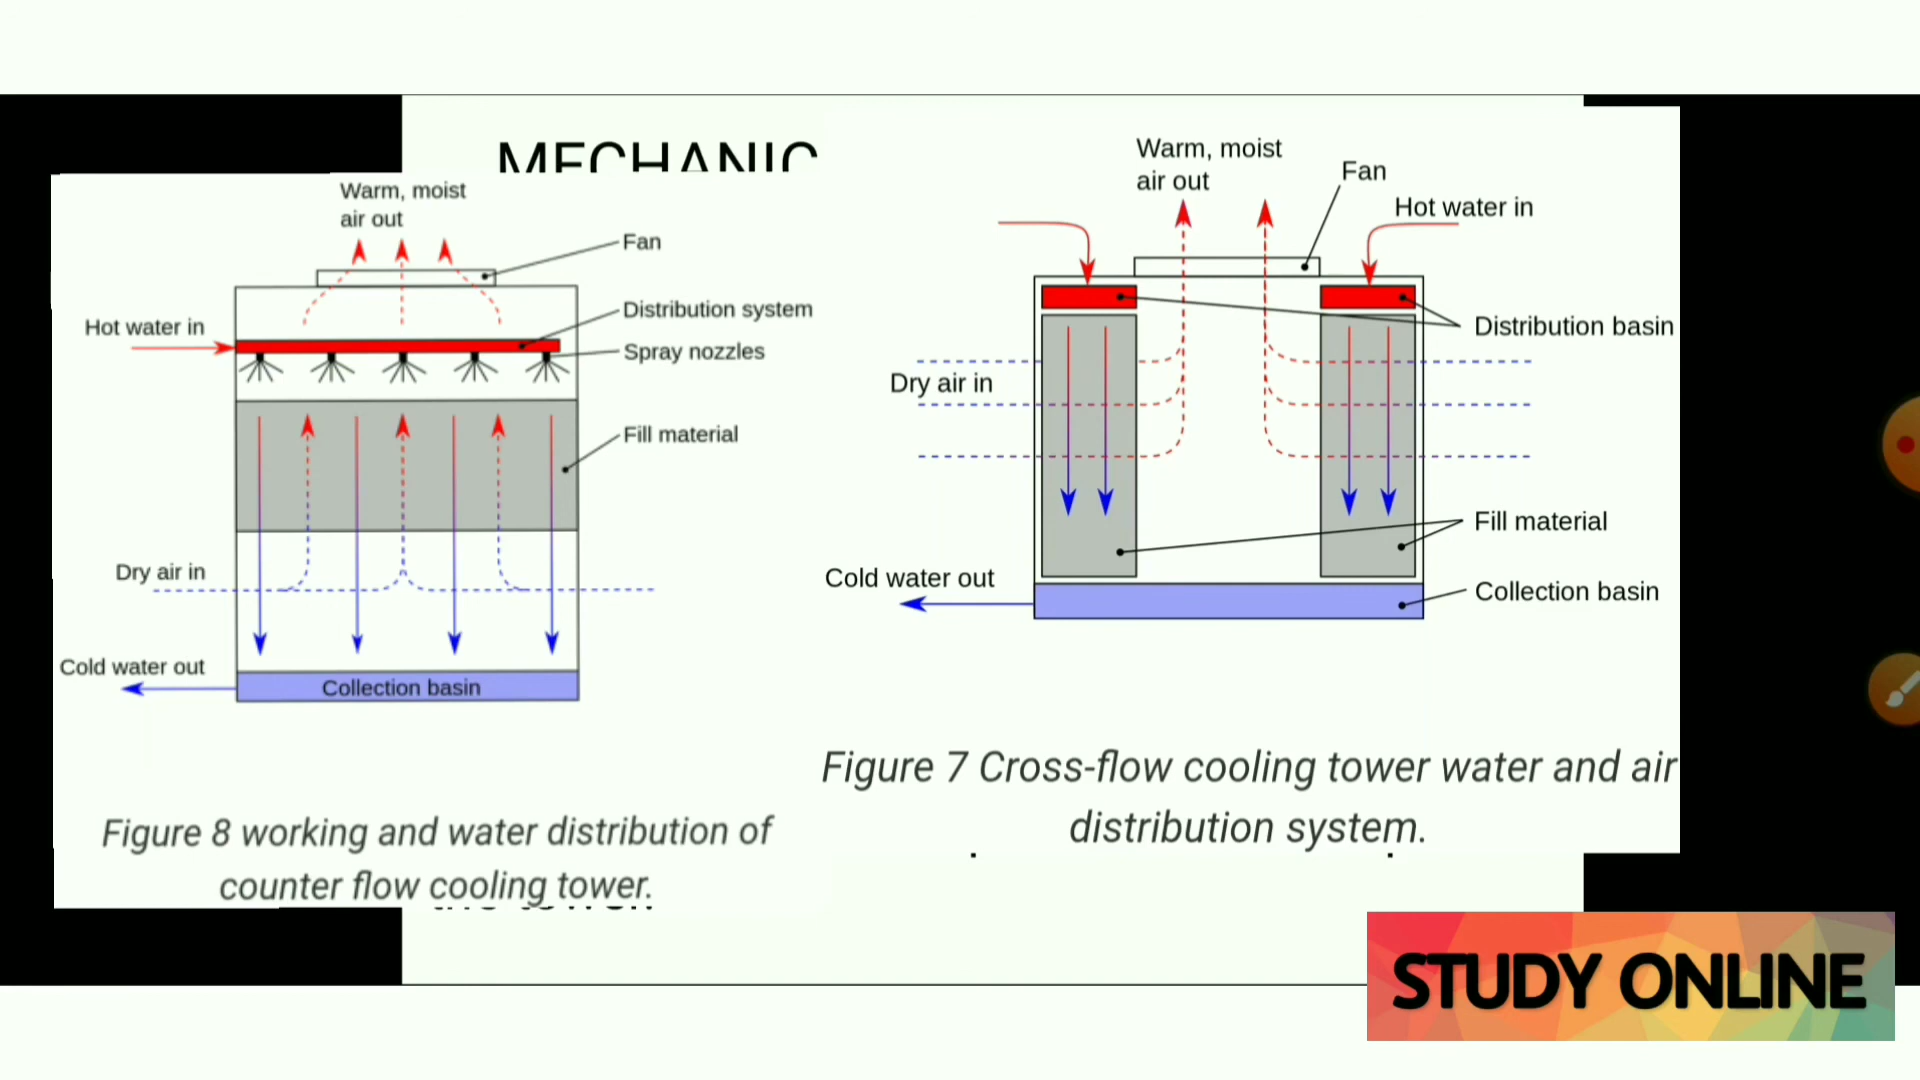 MECHANIC
Warm, moist
air out
Fan
Distribution system
Hot water in
Spray nozzles
Fill material
Dry air in
Cold water out
Collection basin
Figure 8 working and water distribution of
counter flow cooling tower.
Warm, moist
air out
Fan
Hot water in
Distribution basin
Dry air in
Fill material
Cold water out
Collection basin
Figure 7 Cross-flow cooling tower water and air
distribution system.
STUDY ONLINE